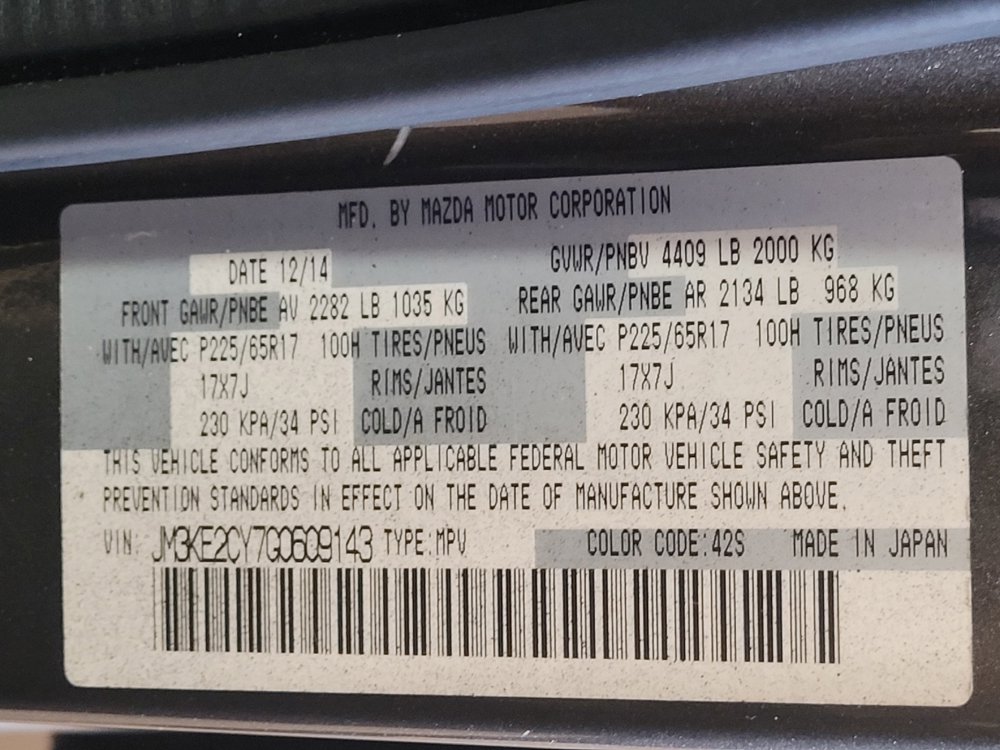 MFD. BY MAZDA MOTOR CORPORATION
DATE 12/14 GVWR/PNBV 4409 LB 2000 KG
FRONT GAWR/PNBE AV 2282 LB 1035 KG REAR GAWR/PNBE AR 2134 LB 968 KG
WITH/AVEC P225/65R17 100H TIRES/PNEUS WITH/AVEC P225/65R17 100H TIRES/PNEUS
17X7J RIMS/JANTES 17X7J RIMS/JANTES
230 KPA/34 PSI COLD/A FROID 230 KPA/34 PSI COLD/A FROID
THIS VEHICLE CONFORMS TO ALL APPLICABLE FEDERAL MOTOR VEHICLE SAFETY AND THEFT
PREVENTION STANDARDS IN EFFECT ON THE DATE OF MANUFACTURE SHOWN ABOVE.
VIN: JM3KE2CY7G0609143 TYPE:MPV COLOR CODE:42S MADE IN JAPAN